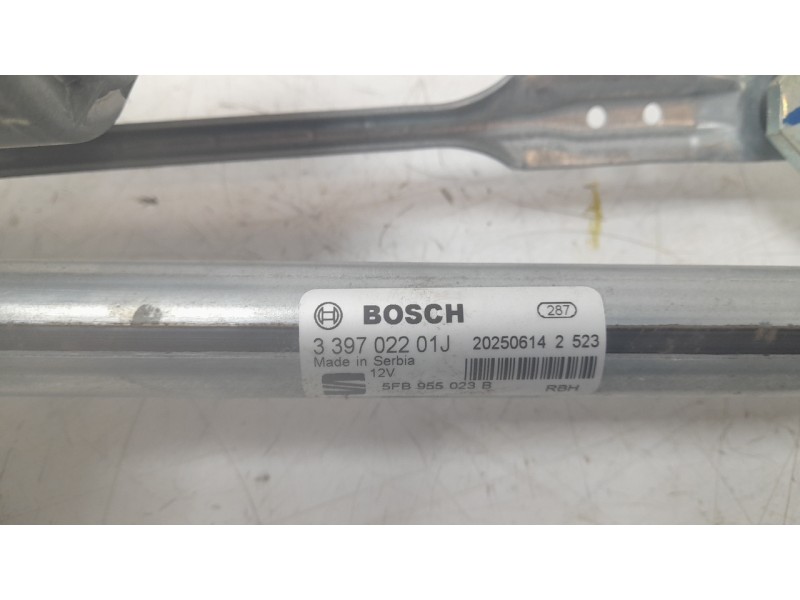 BOSCH 287
3 397 022 01J 20250614 2 523
Made in Serbia
12V
5FB 955 023 B RBH